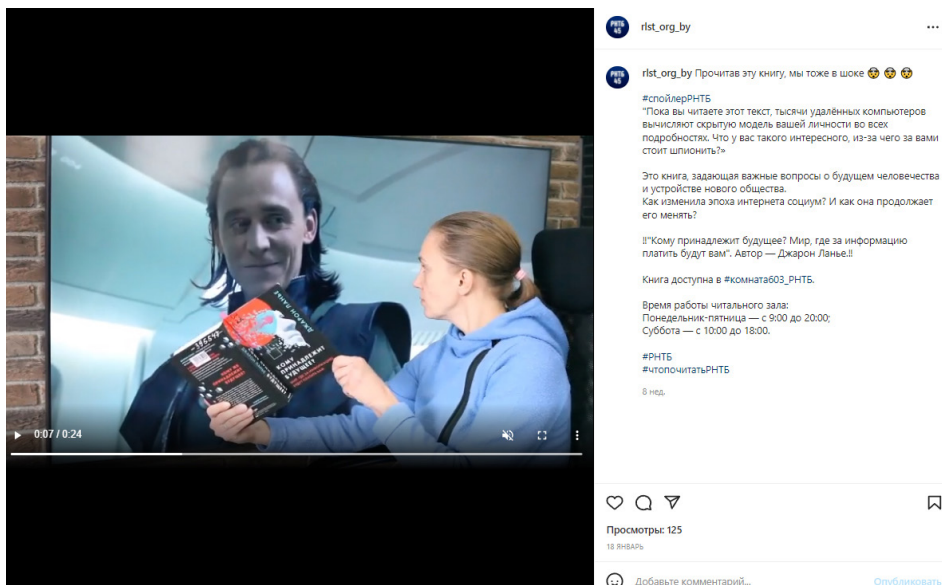 РНТБ
45
rlst_org_by
РНТБ
45
rlst_org_by Прочитав эту книгу, мы тоже в шоке
#спойлерРНТБ
"Пока вы читаете этот текст, тысячи удалённых компьютеров
вычисляют скрытую модель вашей личности во всех
подробностях. Что у вас такого интересного, из-за чего за вами
стоит шпионить?»
Это книга, задающая важные вопросы о будущем человечества
и устройстве нового общества.
Как изменила эпоха интернета социум? И как она продолжает
его менять?
‼"Кому принадлежит будущее? Мир, где за информацию
платить будут вам". Автор — Джарон Ланье.‼
Книга доступна в #комната603_РНТБ.
Время работы читального зала:
Понедельник-пятница — с 9:00 до 20:00;
Суббота — с 10:00 до 18:00.
#РНТБ
#чтопочитатьРНТБ
8 нед.
ДЖАРОН ЛАНЬЕ
КОМУ
ПРИНАДЛЕЖИТ
БУДУЩЕЕ?
0:07 / 0:24
Просмотры: 125
18 ЯНВАРЬ
Добавьте комментарий...
Опубликовать